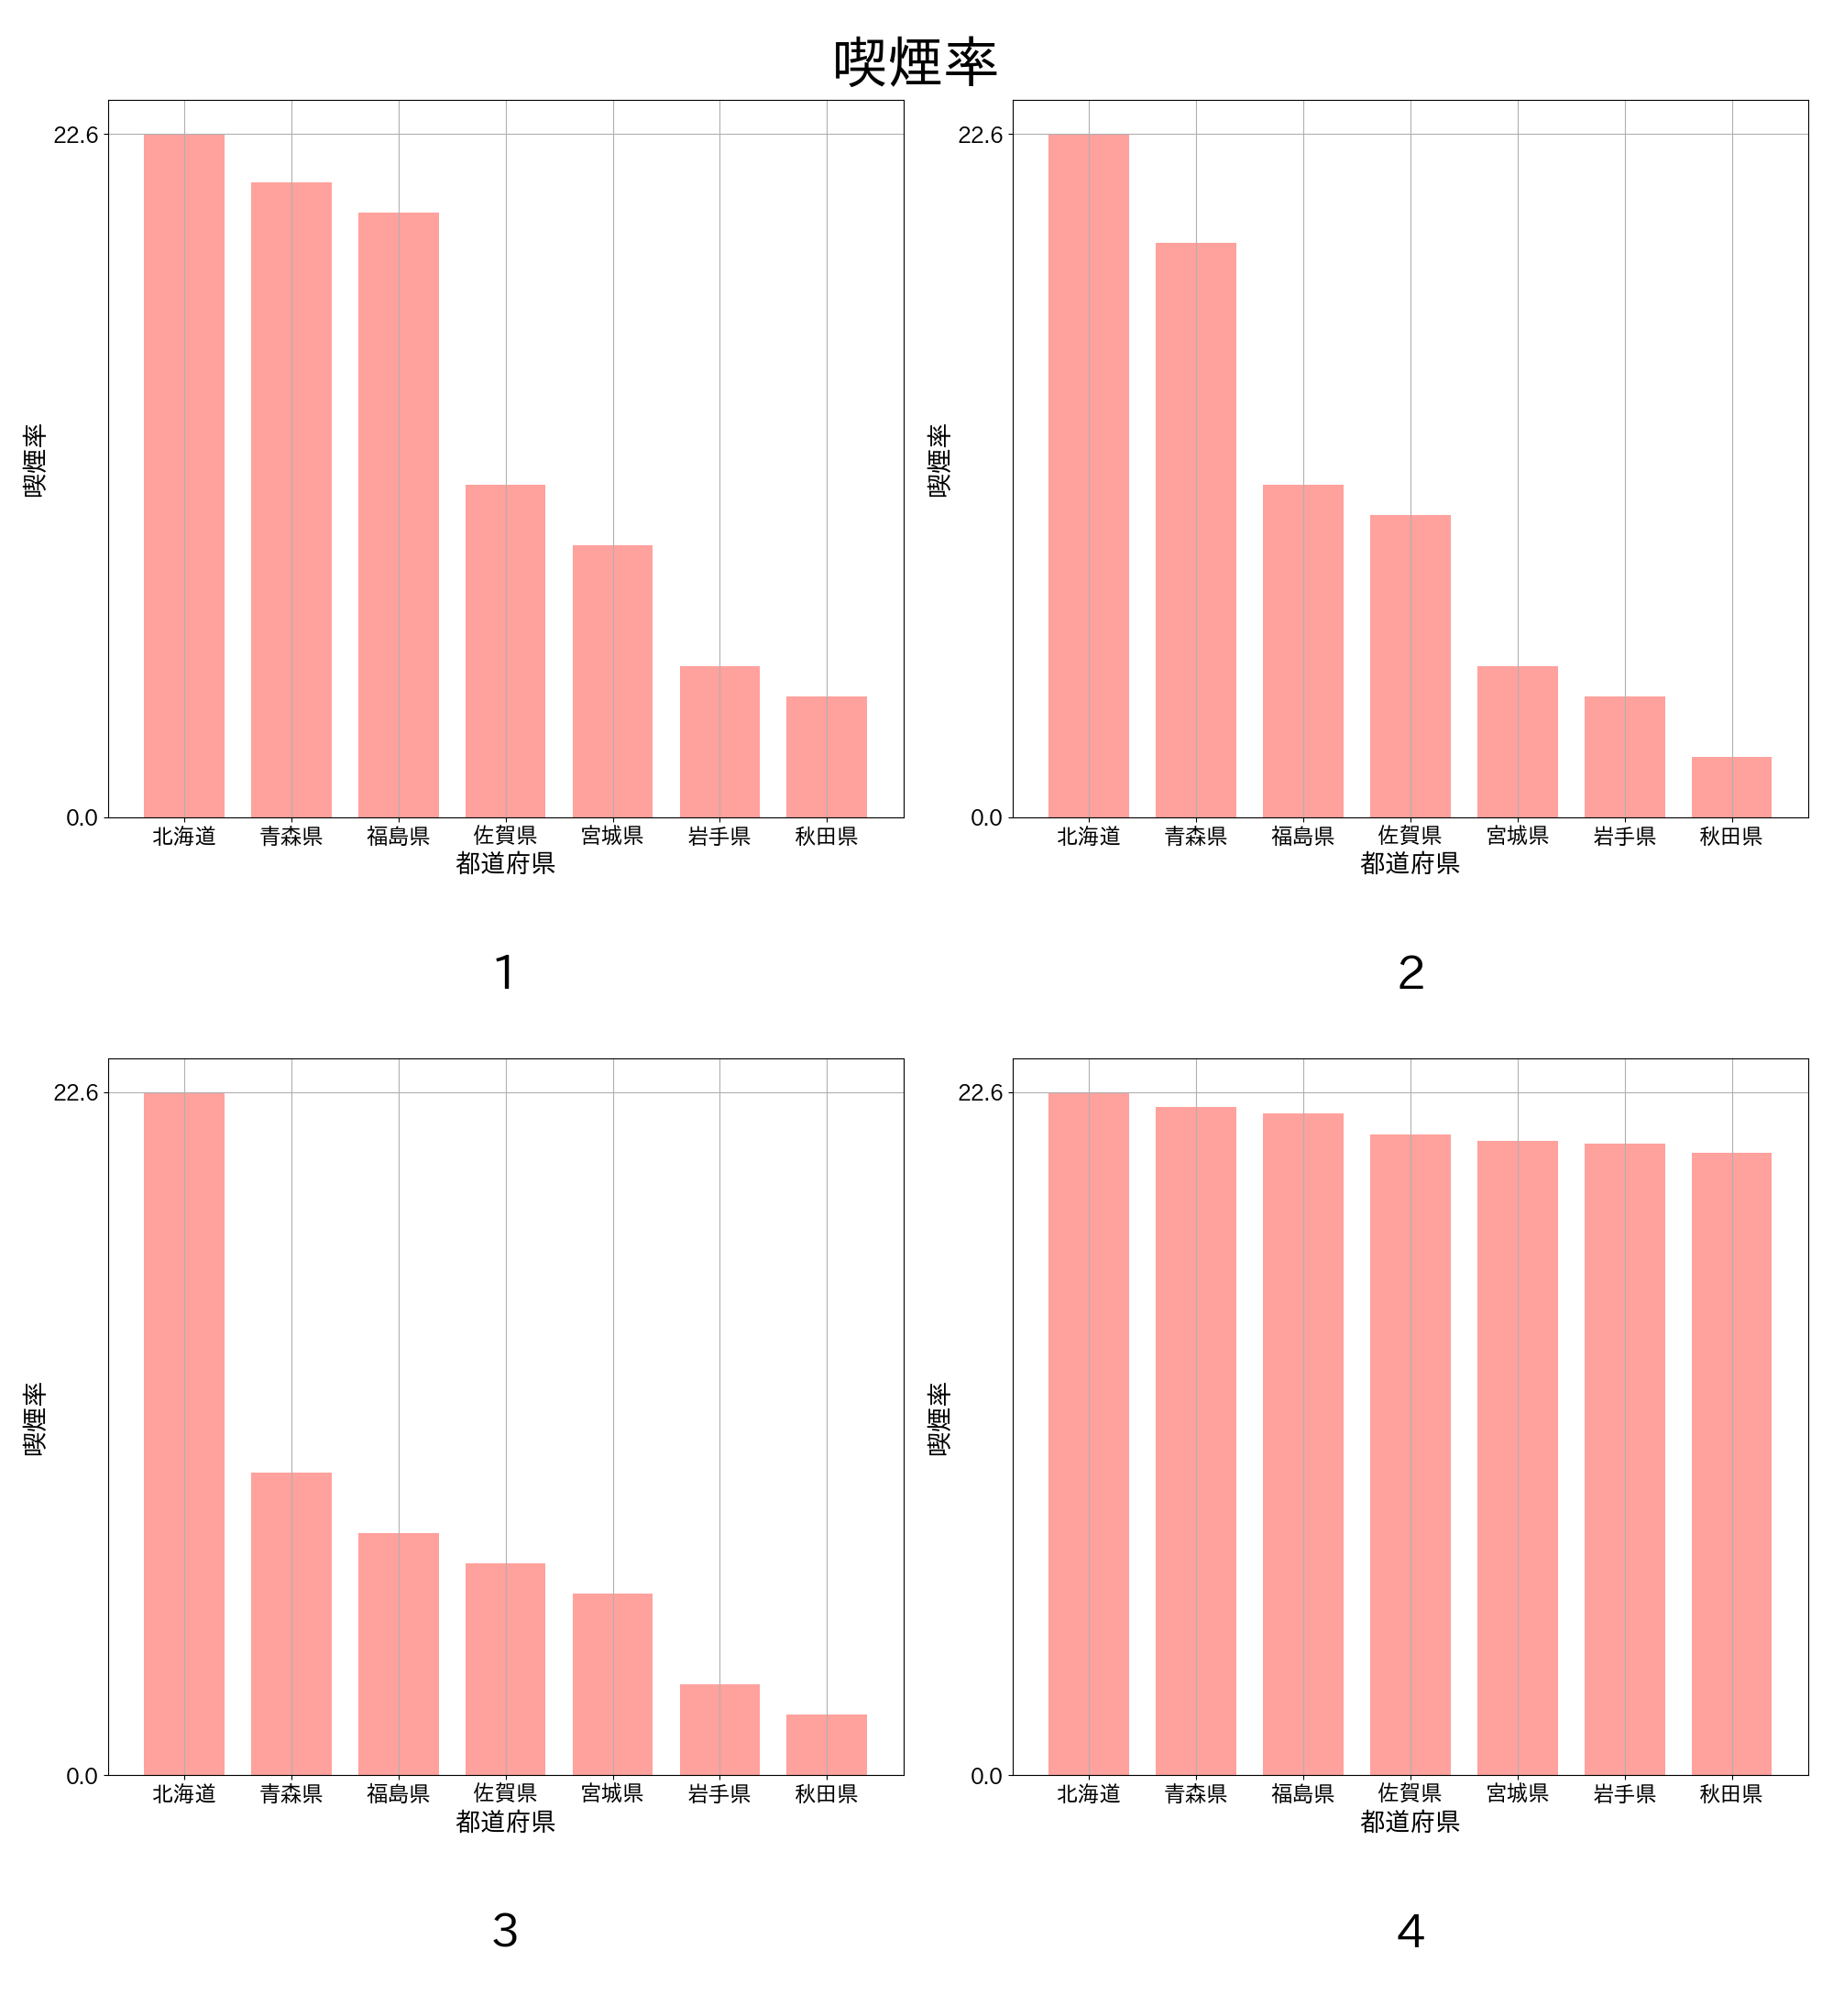 喫煙率
22.6
0.0
喫煙率
北海道 青森県 福島県 佐賀県 宮城県 岩手県 秋田県
都道府県
1
22.6
0.0
喫煙率
北海道 青森県 福島県 佐賀県 宮城県 岩手県 秋田県
都道府県
2
22.6
0.0
喫煙率
北海道 青森県 福島県 佐賀県 宮城県 岩手県 秋田県
都道府県
3
22.6
0.0
喫煙率
北海道 青森県 福島県 佐賀県 宮城県 岩手県 秋田県
都道府県
4